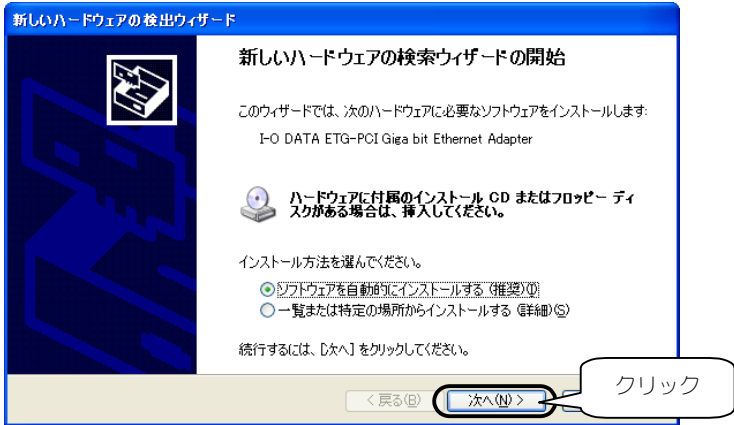 新しいハードウェアの検出ウィザード
新しいハードウェアの検索ウィザードの開始
このウィザードでは、次のハードウェアに必要なソフトウェアをインストールします:
I-O DATA ETG-PCI Giga bit Ethernet Adapter
ハードウェアに付属のインストール CD またはフロッピー ディ
スクがある場合は、挿入してください。
インストール方法を選んでください。
ソフトウェアを自動的にインストールする (推奨)(I)
一覧または特定の場所からインストールする (詳細)(S)
続行するには、[次へ] をクリックしてください。
< 戻る(B)
次へ(N) >
クリック